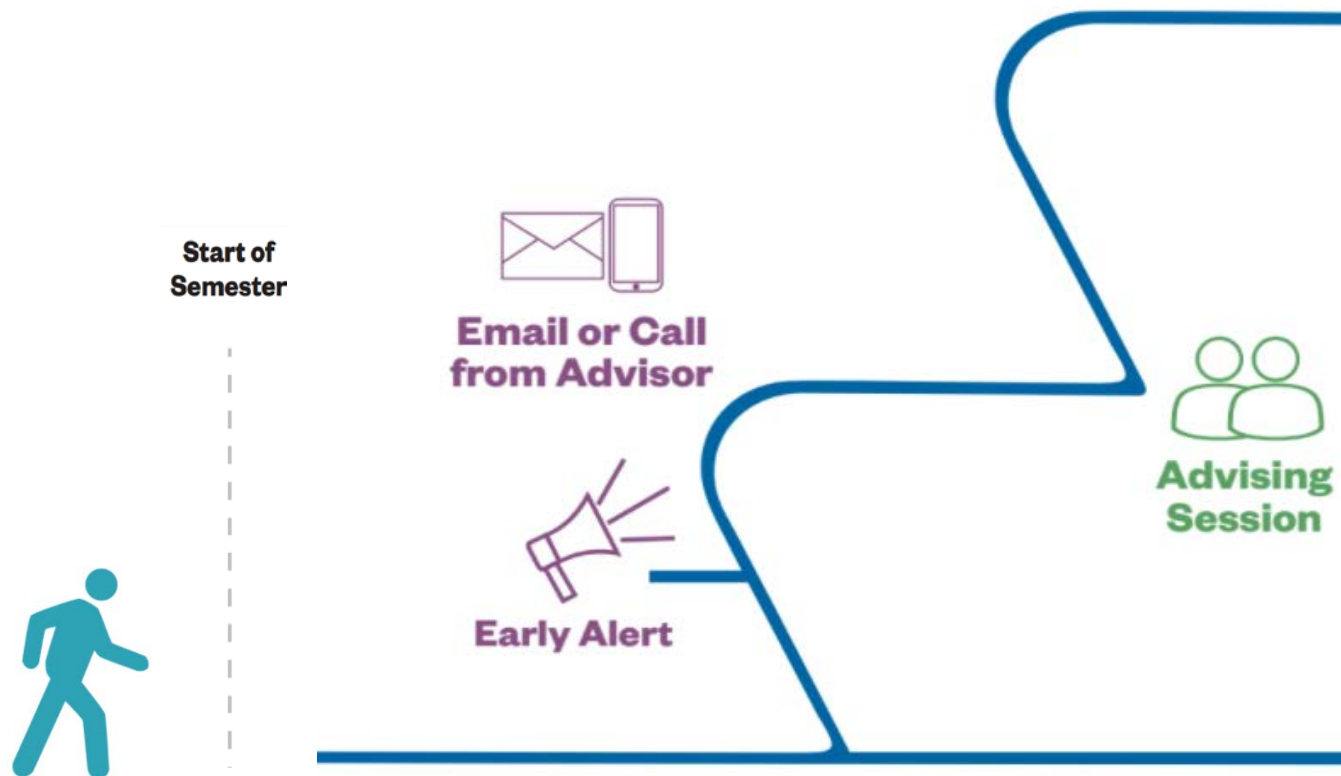 Start of
Semester
Email or Call
from Advisor
Early Alert
Advising
Session